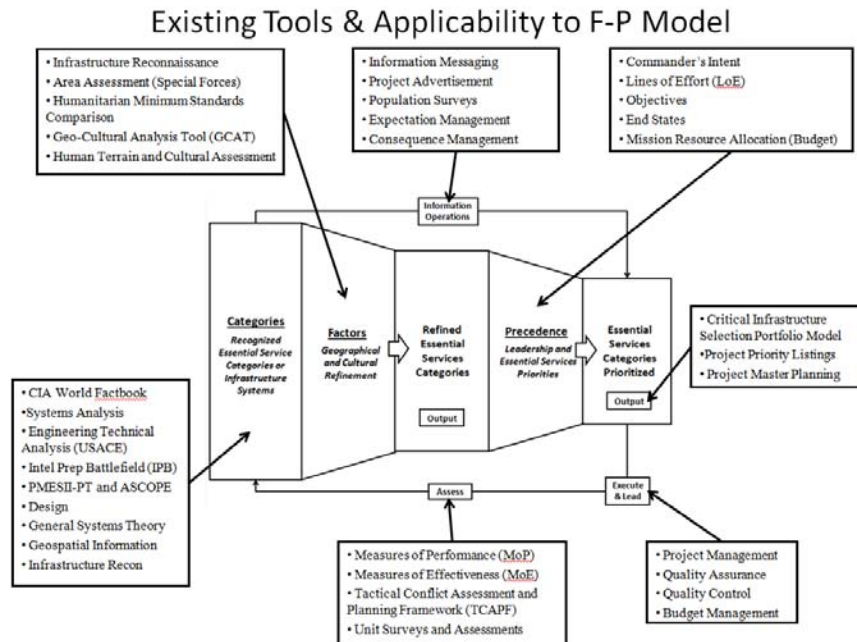 Existing Tools & Applicability to F-P Model
• Infrastructure Reconnaissance
• Area Assessment (Special Forces)
• Humanitarian Minimum Standards
Comparison
• Geo-Cultural Analysis Tool (GCAT)
• Human Terrain and Cultural Assessment
• Information Messaging
• Project Advertisement
• Population Surveys
• Expectation Management
• Consequence Management
• Commander's Intent
• Lines of Effort (LoE)
• Objectives
• End States
• Mission Resource Allocation (Budget)
Information
Operations
Categories
Recognized
Essential Service
Categories or
Infrastructure
Systems
Factors
Geographical
and Cultural
Refinement
Refined
Essential
Services
Categories
Output
Precedence
Leadership and
Essential Services
Priorities
Essential
Services
Categories
Prioritized
Output
• Critical Infrastructure
Selection Portfolio Model
•Project Priority Listings
• Project Master Planning
• CIA World Factbook
•Systems Analysis
• Engineering Technical
Analysis (USACE)
• Intel Prep Battlefield (IPB)
• PMESII-PT and ASCOPE
• Design
• General Systems Theory
• Geospatial Information
• Infrastructure Recon
Assess
Execute
& Lead
• Measures of Performance (MoP)
• Measures of Effectiveness (MoE)
• Tactical Conflict Assessment and
Planning Framework (TCAPF)
• Unit Surveys and Assessments
• Project Management
• Quality Assurance
• Quality Control
• Budget Management